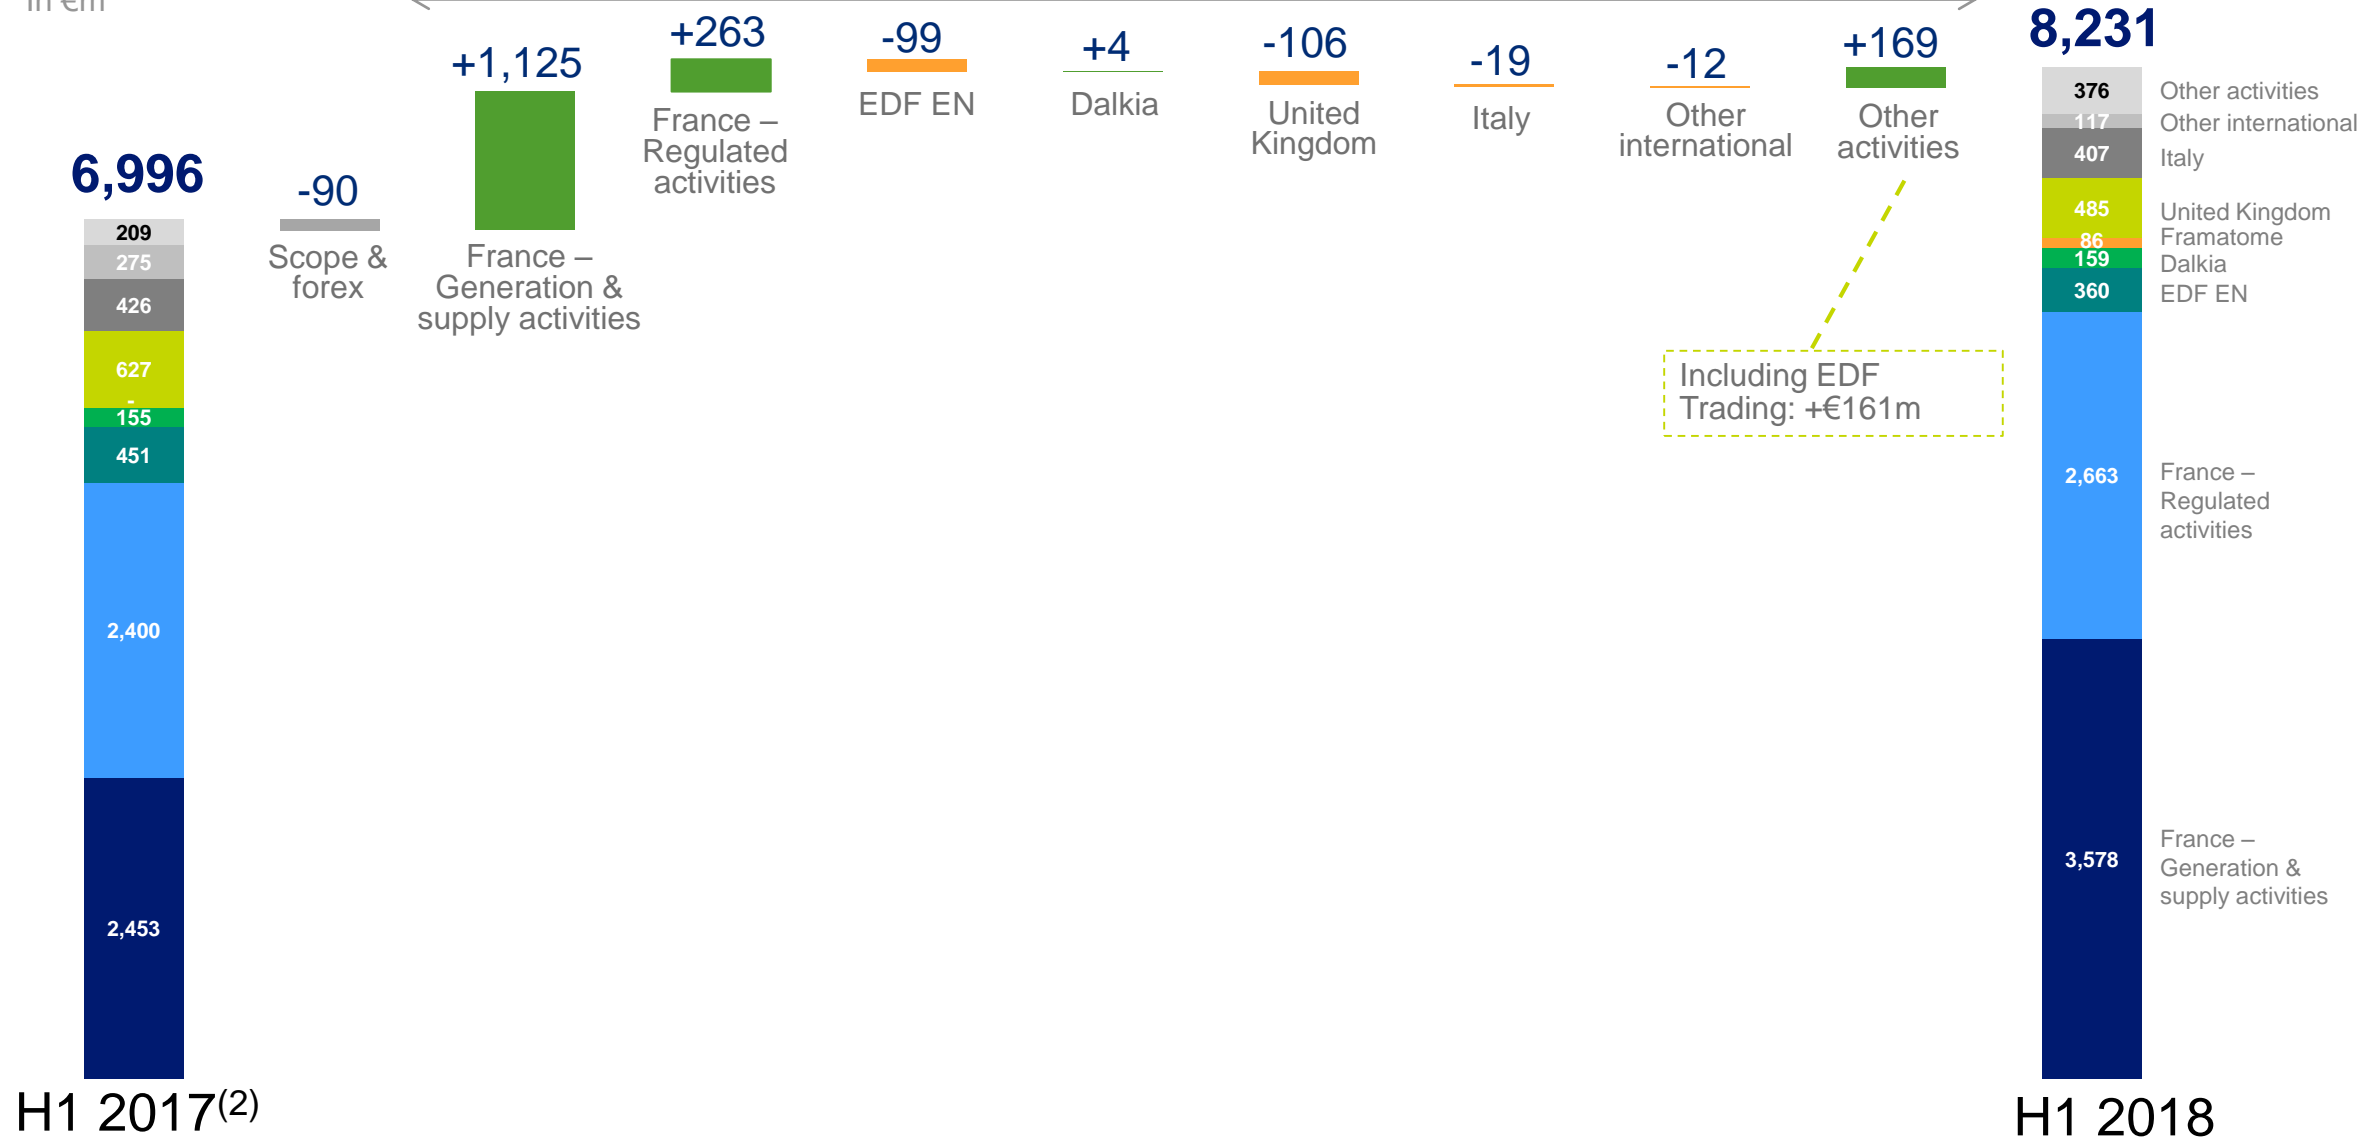 in €m
6,996
209
275
426
627
-
155
451
2,400
2,453
H1 2017(2)
-90
Scope &
forex
+1,125
France –
Generation &
supply activities
+263
France –
Regulated
activities
-99
EDF EN
+4
Dalkia
-106
United
Kingdom
-19
Italy
-12
Other
international
+169
Other
activities
Including EDF
Trading: +€161m
8,231
376
117
407
485
86
159
360
2,663
3,578
H1 2018
Other activities
Other international
Italy
United Kingdom
Framatome
Dalkia
EDF EN
France –
Regulated
activities
France –
Generation &
supply activities